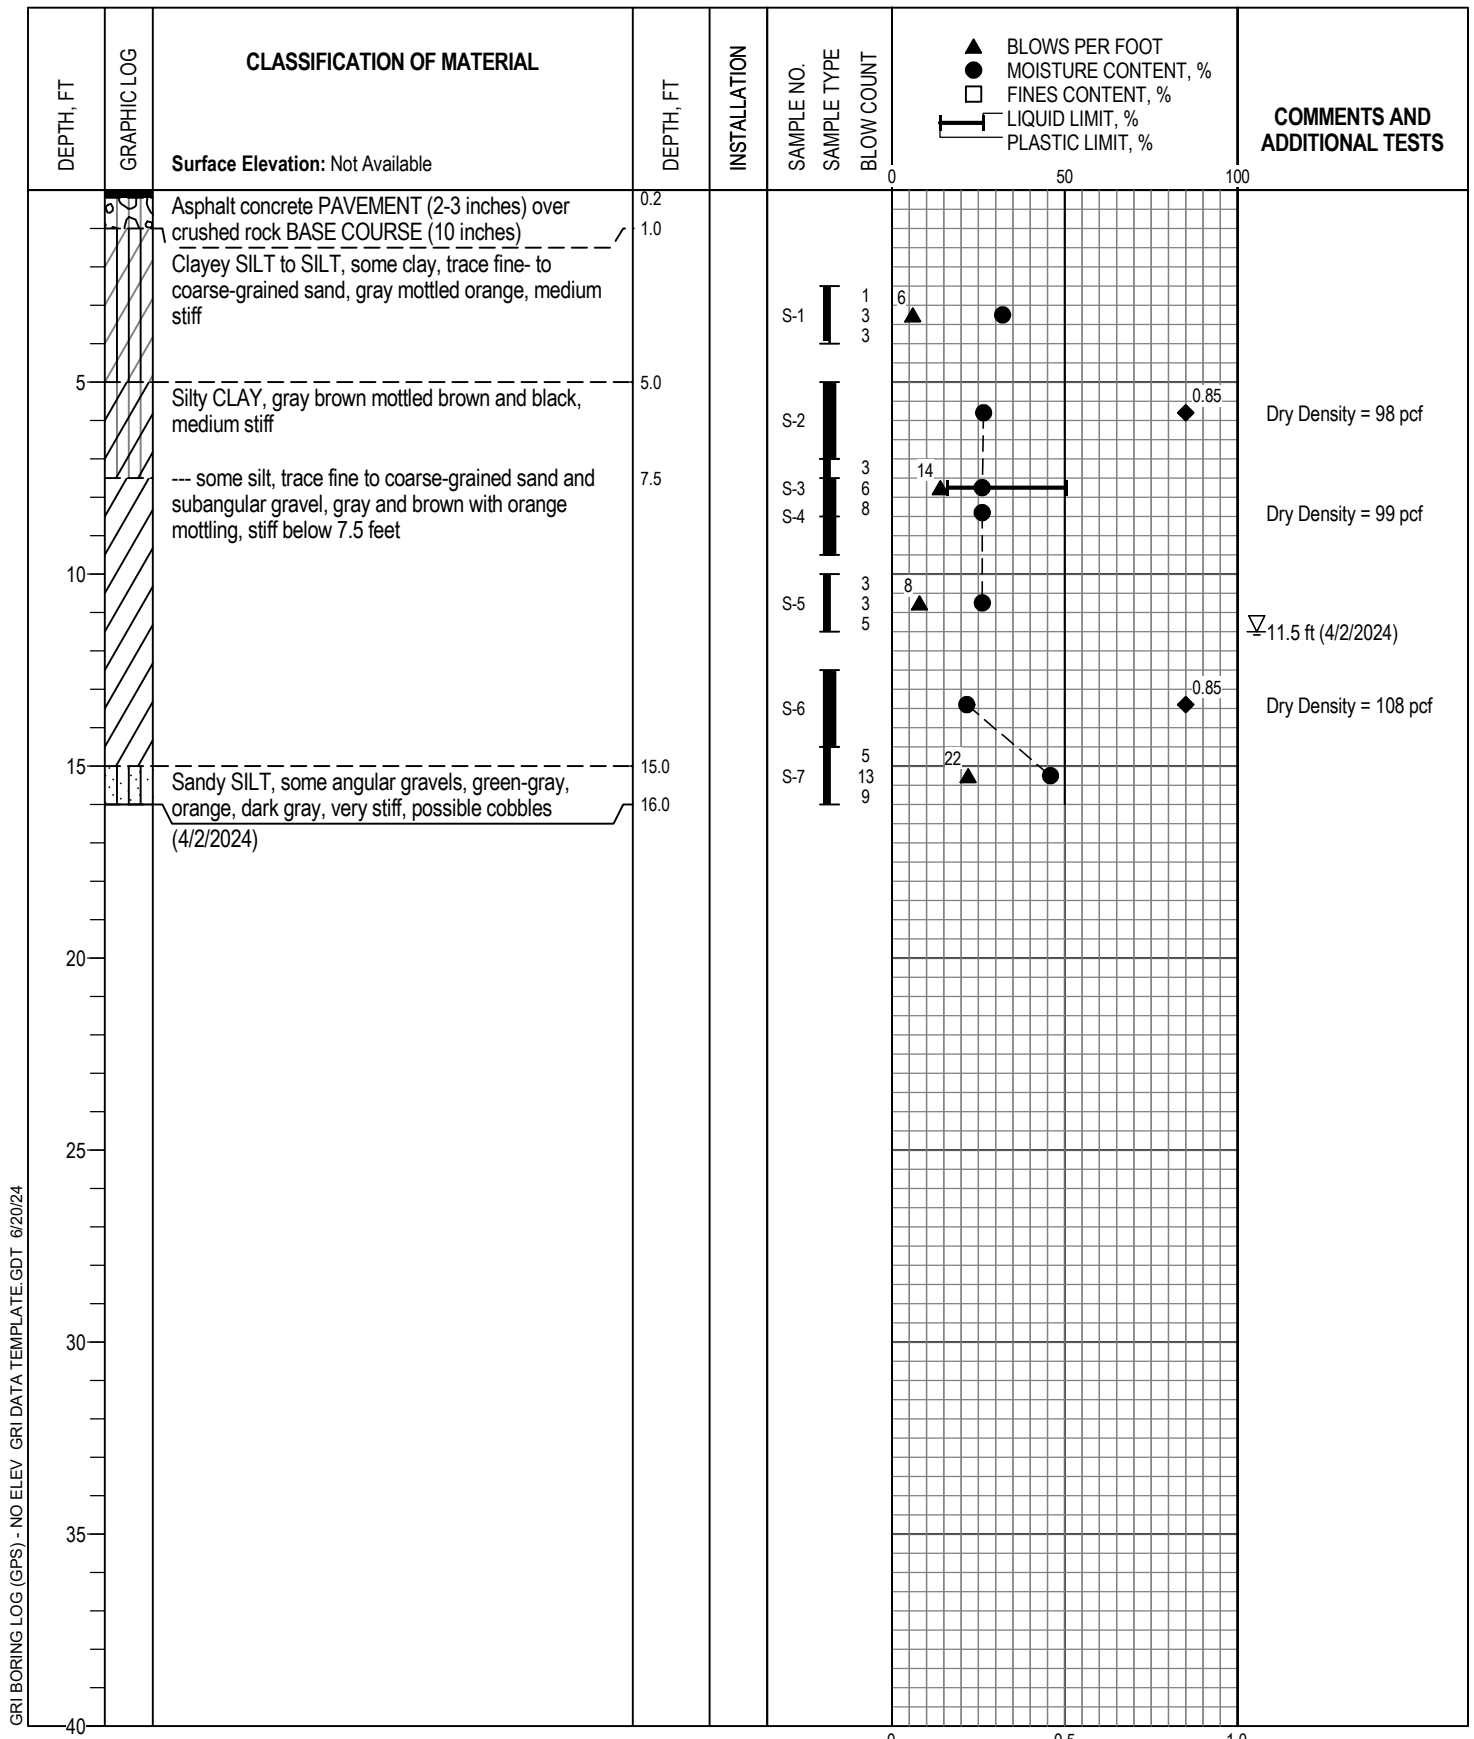 DEPTH, FT
GRAPHIC LOG
CLASSIFICATION OF MATERIAL
Surface Elevation: Not Available
DEPTH, FT
INSTALLATION
SAMPLE NO.
SAMPLE TYPE
BLOW COUNT
BLOWS PER FOOT
MOISTURE CONTENT, %
FINES CONTENT, %
LIQUID LIMIT, %
PLASTIC LIMIT, %
0 50 100
COMMENTS AND
ADDITIONAL TESTS
Asphalt concrete PAVEMENT (2-3 inches) over
crushed rock BASE COURSE (10 inches)
0.2
1.0
Clayey SILT to SILT, some clay, trace fine- to
coarse-grained sand, gray mottled orange, medium
stiff
S-1
1
3
3
6
5
5.0
Silty CLAY, gray brown mottled brown and black,
medium stiff
S-2
0.85
Dry Density = 98 pcf
--- some silt, trace fine to coarse-grained sand and
subangular gravel, gray and brown with orange
mottling, stiff below 7.5 feet
7.5
S-3
3
6
8
14
S-4
Dry Density = 99 pcf
10
S-5
3
3
5
8
11.5 ft (4/2/2024)
S-6
0.85
Dry Density = 108 pcf
15
15.0
Sandy SILT, some angular gravels, green-gray,
orange, dark gray, very stiff, possible cobbles
16.0
S-7
5
13
9
22
(4/2/2024)
20
25
30
35
40
GRI BORING LOG (GPS) - NO ELEV GRI DATA TEMPLATE.GDT 6/20/24
0 0.5 1.0